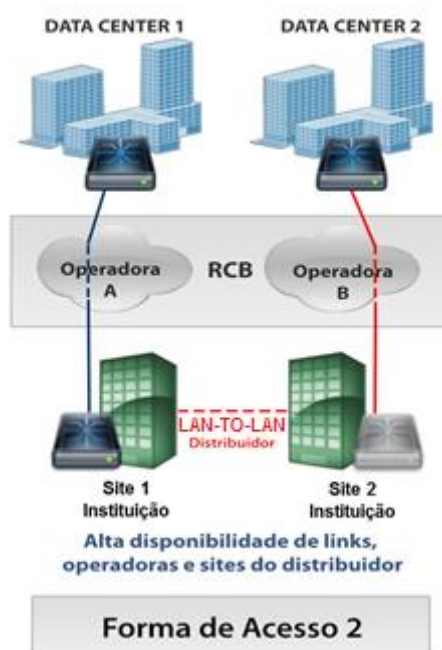 DATA CENTER 1
DATA CENTER 2
Operadora
A
RCB
Operadora
B
LAN-TO-LAN
Distribuidor
Site 1
Instituição
Site 2
Instituição
Alta disponibilidade de links,
operadoras e sites do distribuidor
Forma de Acesso 2